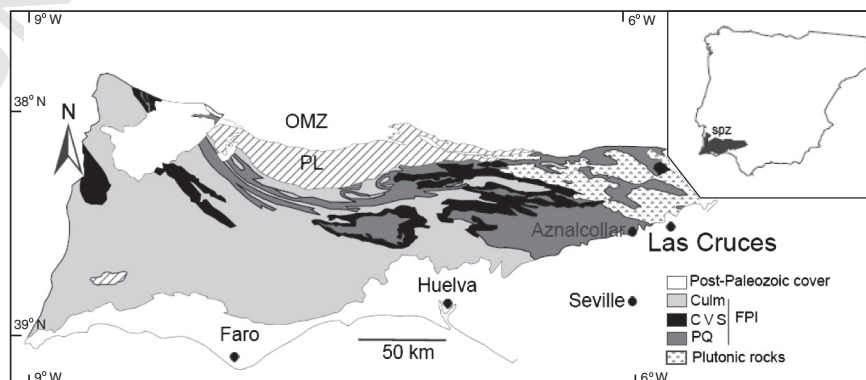 9° W
6° W
38° N
N
OMZ
PL
spz
Aznalcollar
Las Cruces
Huelva
Seville
Faro
50 km
39° N
9° W
6° W
Post-Paleozoic cover
Culm
CVS
FPI
PQ
Plutonic rocks